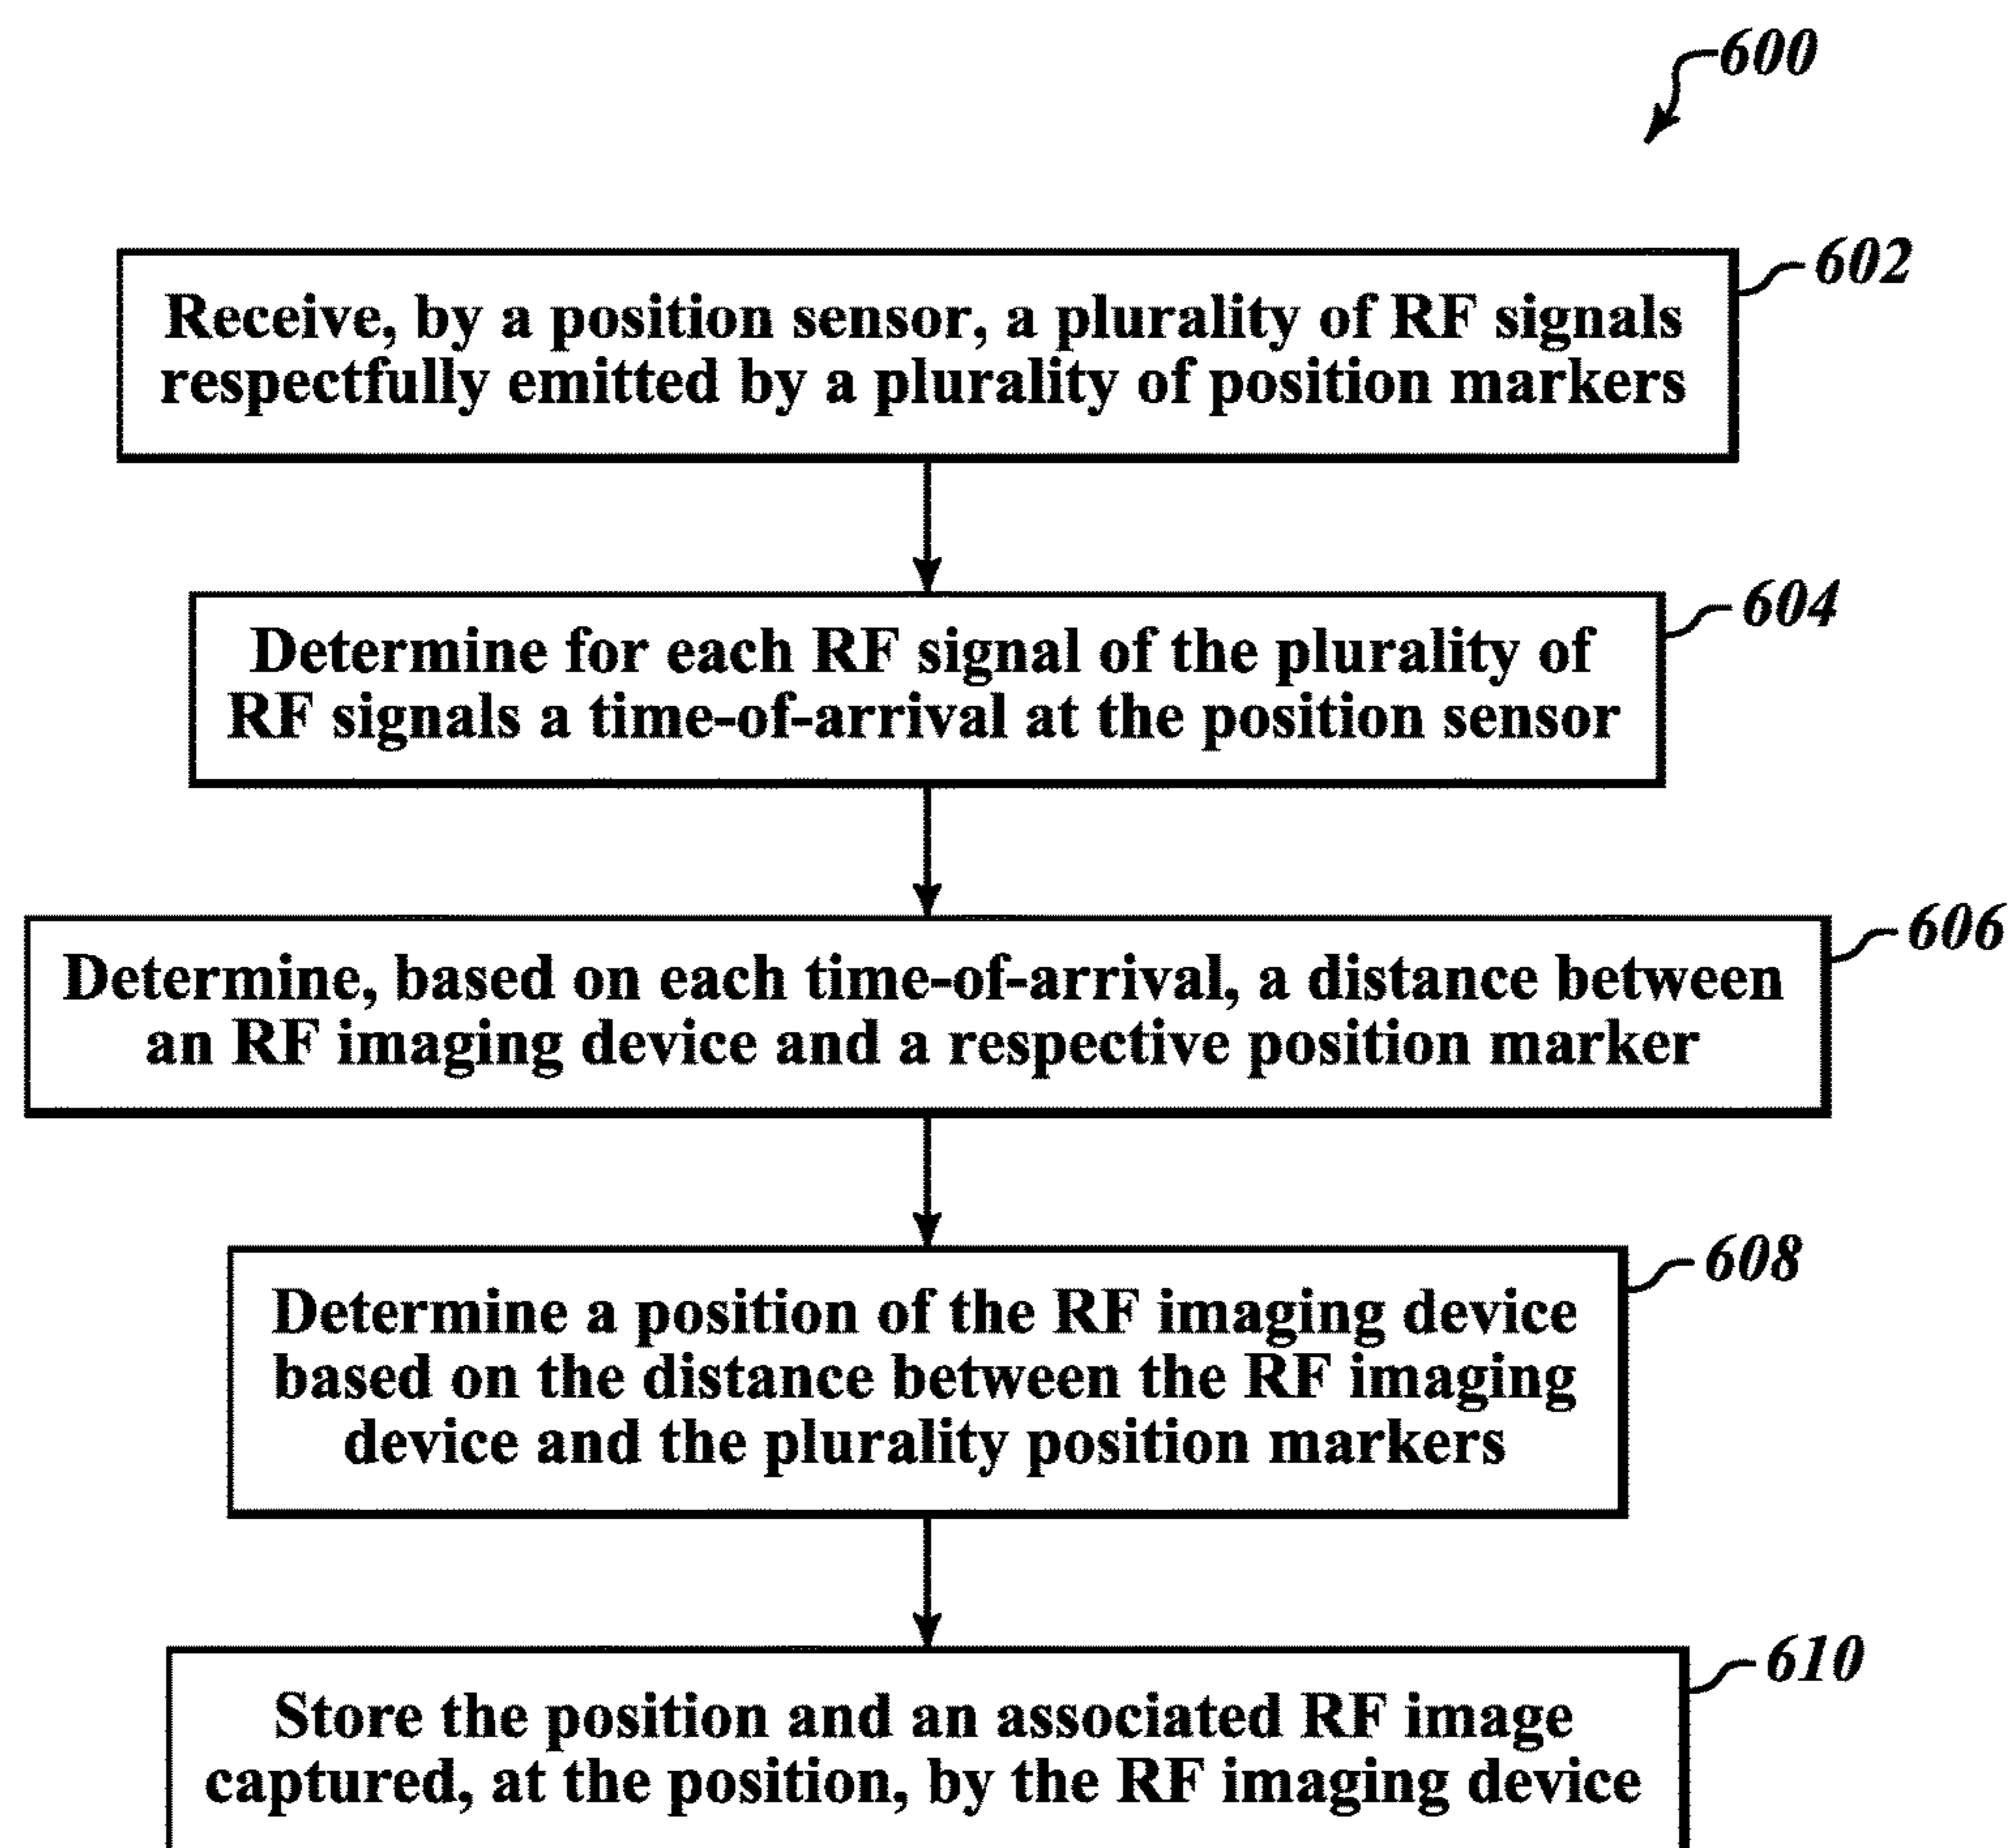 600
602
Receive, by a position sensor, a plurality of RF signals
respectfully emitted by a plurality of position markers
604
Determine for each RF signal of the plurality of
RF signals a time-of-arrival at the position sensor
606
Determine, based on each time-of-arrival, a distance between
an RF imaging device and a respective position marker
608
Determine a position of the RF imaging device
based on the distance between the RF imaging
device and the plurality position markers
610
Store the position and an associated RF image
captured, at the position, by the RF imaging device